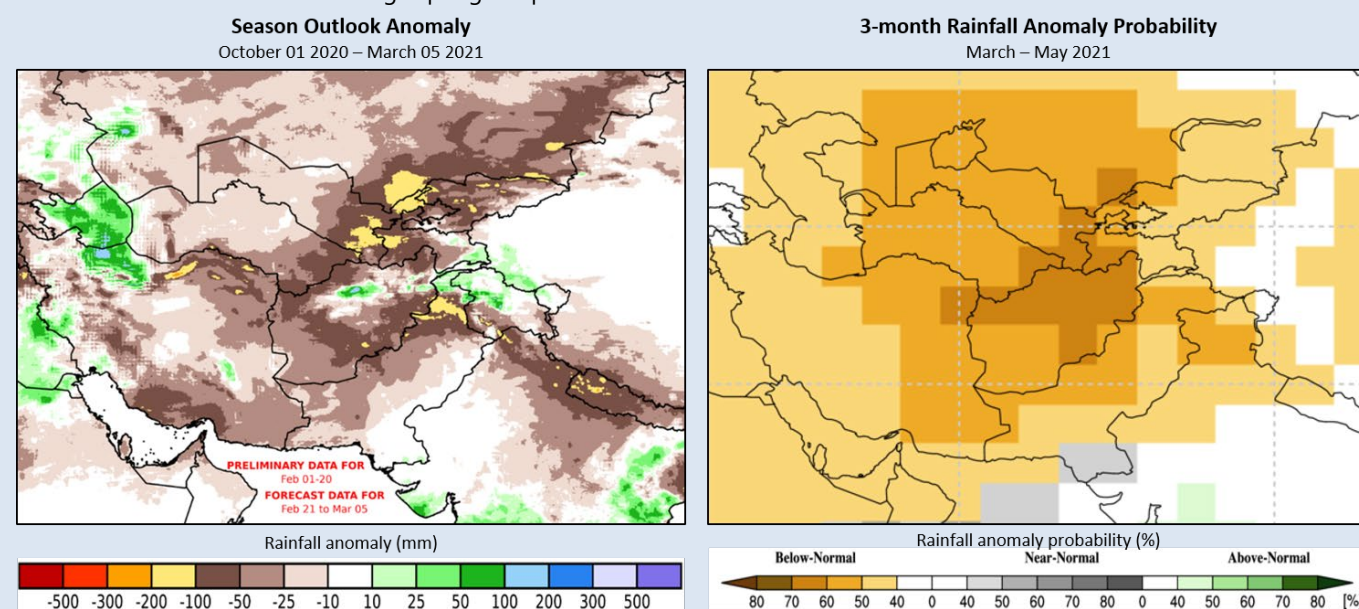 Season Outlook Anomaly
October 01 2020 – March 05 2021
3-month Rainfall Anomaly Probability
March – May 2021
PRELIMINARY DATA FOR
Feb 01-20
FORECAST DATA FOR
Feb 21 to Mar 05
Rainfall anomaly (mm)
-500 -300 -200 -100 -50 -25 -10 10 25 50 100 200 300 500
Rainfall anomaly probability (%)
Below-Normal Near-Normal Above-Normal
80 70 60 50 40 0 40 50 60 70 80 0 40 50 60 70 80 [%